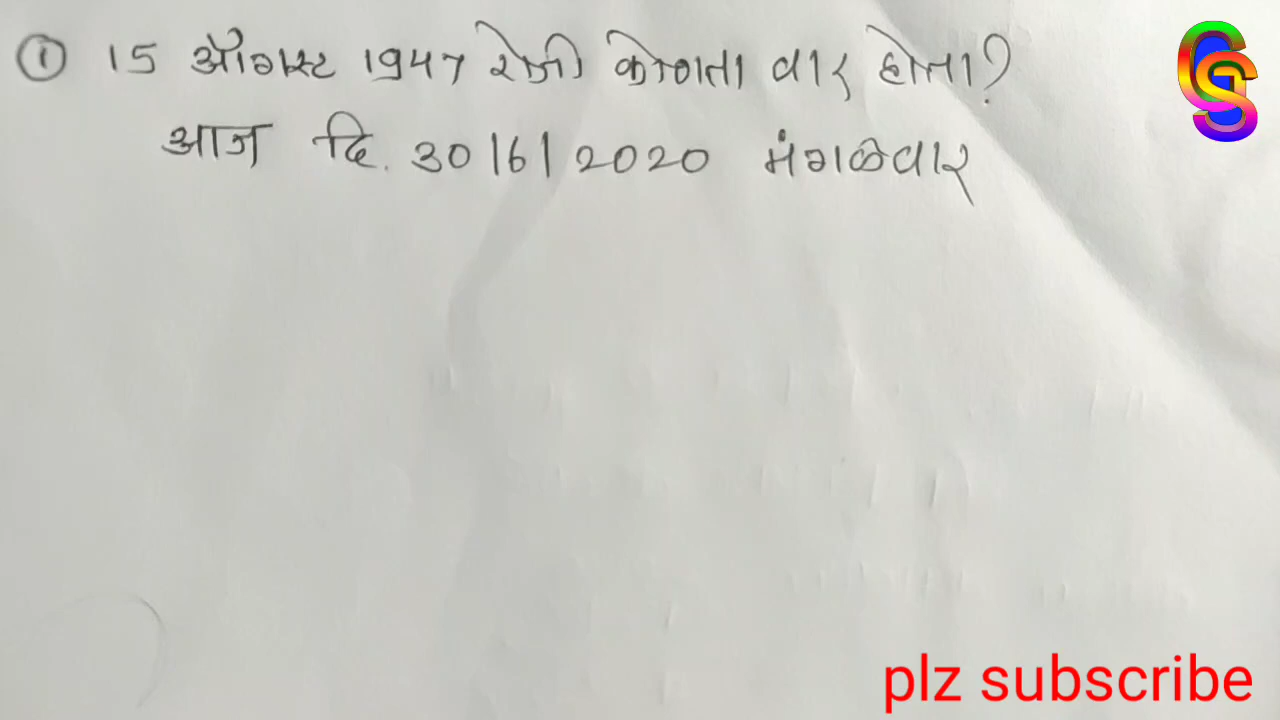 ① 15 ऑगस्ट 1947 रोजी कोणता वार होता?
आज दि. 30/6/2020 मंगळवार
plz subscribe